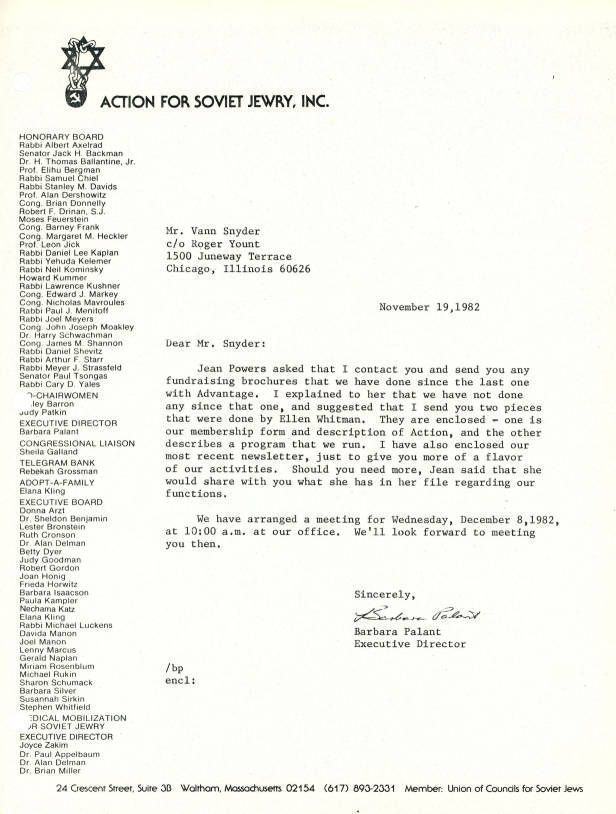 ACTION FOR SOVIET JEWRY, INC.
HONORARY BOARD
Rabbi Albert Axelrad
Senator Jack H. Backman
Dr. H. Thomas Ballantine, Jr.
Prof. Elihu Bergman
Rabbi Samuel Chiel
Rabbi Stanley M. Davids
Prof. Alan Dershowitz
Cong. Brian Donnelly
Robert F. Drinan, S.J.
Moses Feuerstein
Cong. Barney Frank
Cong. Margaret M. Heckler
Prof. Leon Jick
Rabbi Daniel Lee Kaplan
Rabbi Yehuda Kelemer
Rabbi Neil Kominsky
Howard Kummer
Rabbi Lawrence Kushner
Cong. Edward J. Markey
Cong. Nicholas Mavroules
Rabbi Paul J. Menitoff
Rabbi Joel Meyers
Cong. John Joseph Moakley
Dr. Harry Schwachman
Cong. James M. Shannon
Rabbi Daniel Shevitz
Rabbi Arthur F. Starr
Rabbi Meyer J. Strassfeld
Senator Paul Tsongas
Rabbi Cary D. Yales
-CHAIRWOMEN
ley Barron
Judy Patkin
EXECUTIVE DIRECTOR
Barbara Palant
CONGRESSIONAL LIAISON
Sheila Galland
TELEGRAM BANK
Rebekah Grossman
ADOPT-A-FAMILY
Elana Kling
EXECUTIVE BOARD
Donna Arzt
Dr. Sheldon Benjamin
Lester Bronstein
Ruth Cronson
Dr. Alan Delman
Betty Dyer
Judy Goodman
Robert Gordon
Joan Honig
Frieda Horwitz
Barbara Isaacson
Paula Kampler
Nechama Katz
Elana Kling
Rabbi Michael Luckens
Davida Manon
Joel Manon
Lenny Marcus
Gerald Naplan
Miriam Rosenblum
Michael Rukin
Sharon Schumack
Barbara Silver
Susannah Sirkin
Stephen Whitfield
EDICAL MOBILIZATION
R SOVIET JEWRY
EXECUTIVE DIRECTOR
Joyce Zakim
Dr. Paul Appelbaum
Dr. Alan Delman
Dr. Brian Miller
Mr. Vann Snyder
c/o Roger Yount
1500 Juneway Terrace
Chicago, Illinois 60626
November 19,1982
Dear Mr. Snyder:
Jean Powers asked that I contact you and send you any
fundraising brochures that we have done since the last one
with Advantage. I explained to her that we have not done
any since that one, and suggested that I send you two pieces
that were done by Ellen Whitman. They are enclosed - one is
our membership form and description of Action, and the other
describes a program that we run. I have also enclosed our
most recent newsletter, just to give you more of a flavor
of our activities. Should you need more, Jean said that she
would share with you what she has in her file regarding our
functions.
We have arranged a meeting for Wednesday, December 8,1982,
at 10:00 a.m. at our office. We'll look forward to meeting
you then.
Sincerely,
Barbara Palant
Barbara Palant
Executive Director
/bp
encl:
24 Crescent Street, Suite 3B Waltham, Massachusetts 02154 (617) 893-2331 Member: Union of Councils for Soviet Jews